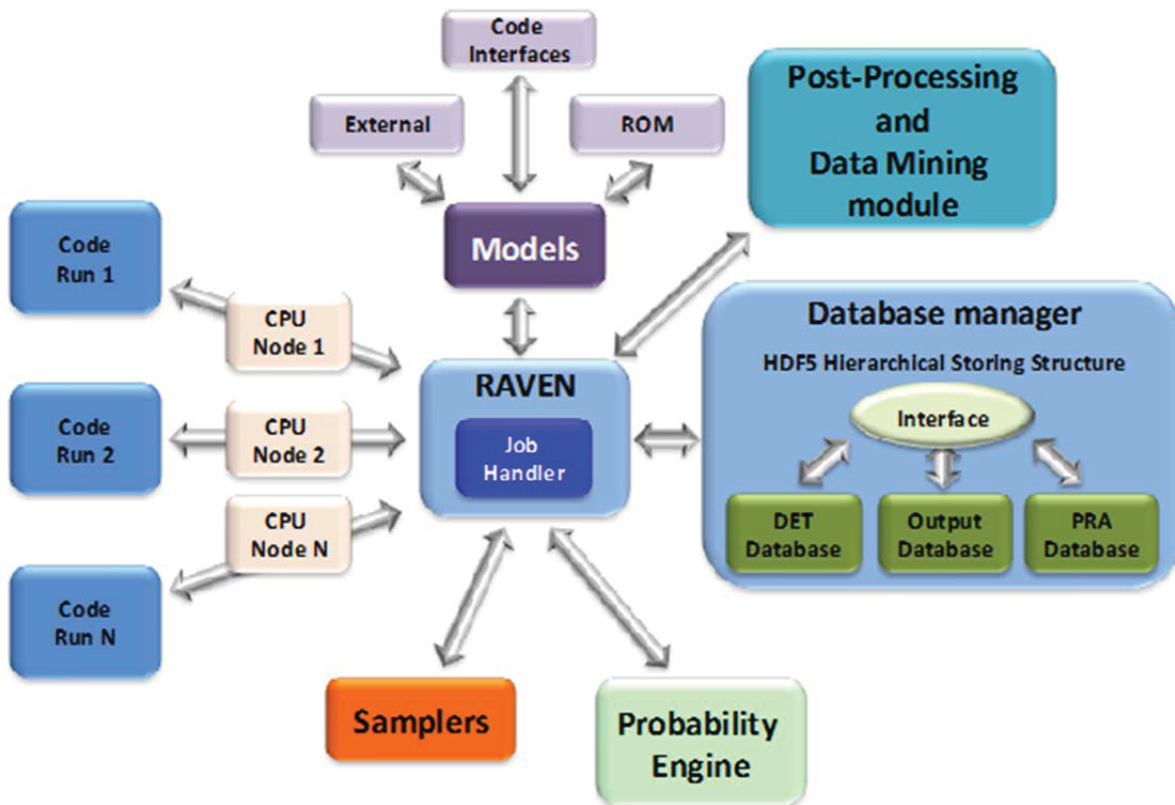 Code
Interfaces
External
ROM
Post-Processing
and
Data Mining
module
Models
Code
Run 1
CPU
Node 1
Database manager
HDF5 Hierarchical Storing Structure
Interface
DET
Database
Output
Database
PRA
Database
RAVEN
Job
Handler
Code
Run 2
CPU
Node 2
CPU
Node N
Code
Run N
Samplers
Probability
Engine